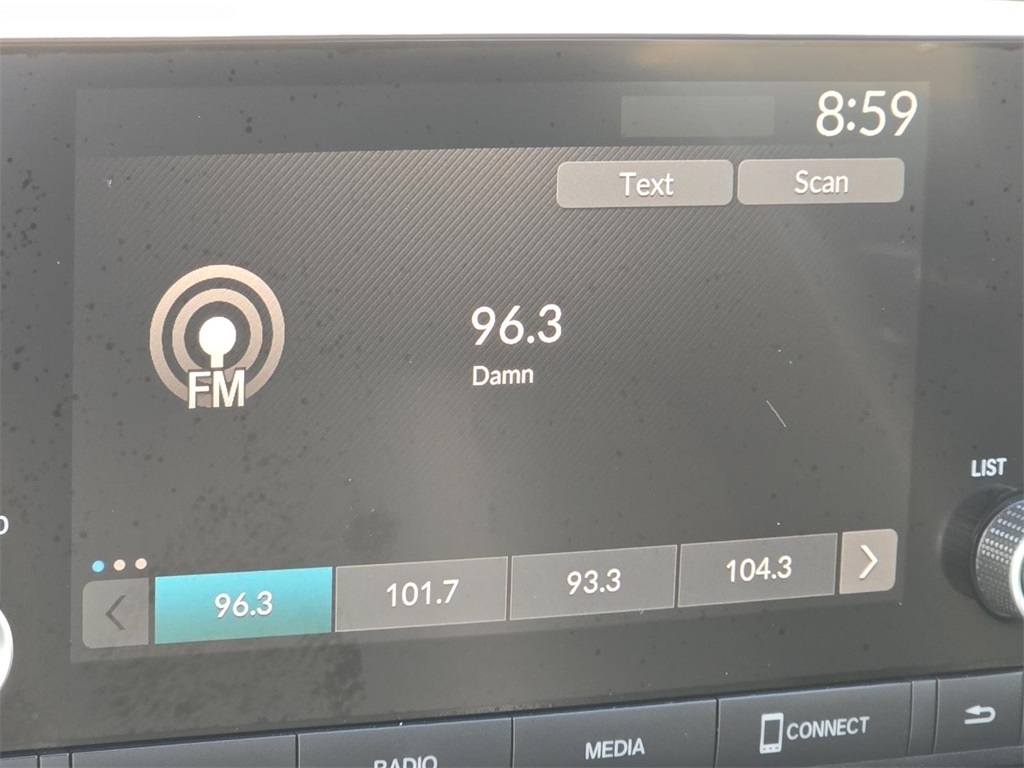 8:59
Text Scan
96.3
Damn
FM
LIST
96.3 101.7 93.3 104.3
RADIO MEDIA CONNECT